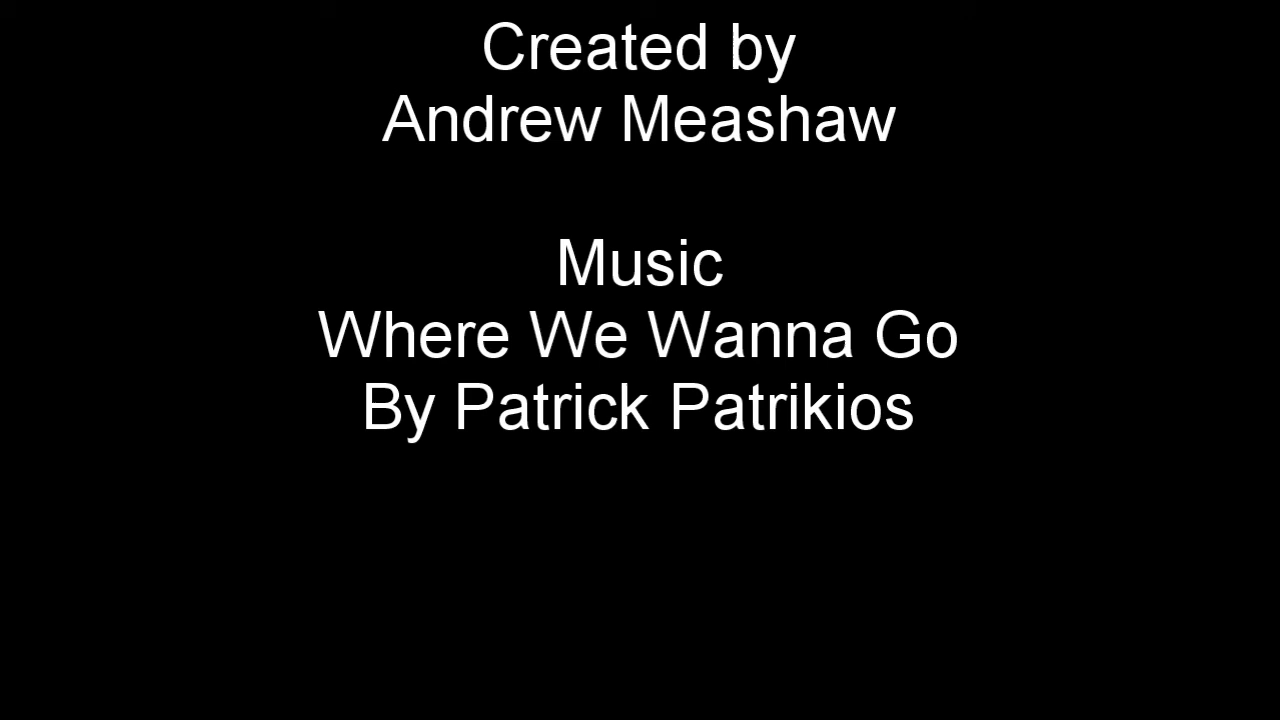 Created by
Andrew Meashaw
Music
Where We Wanna Go
By Patrick Patrikios